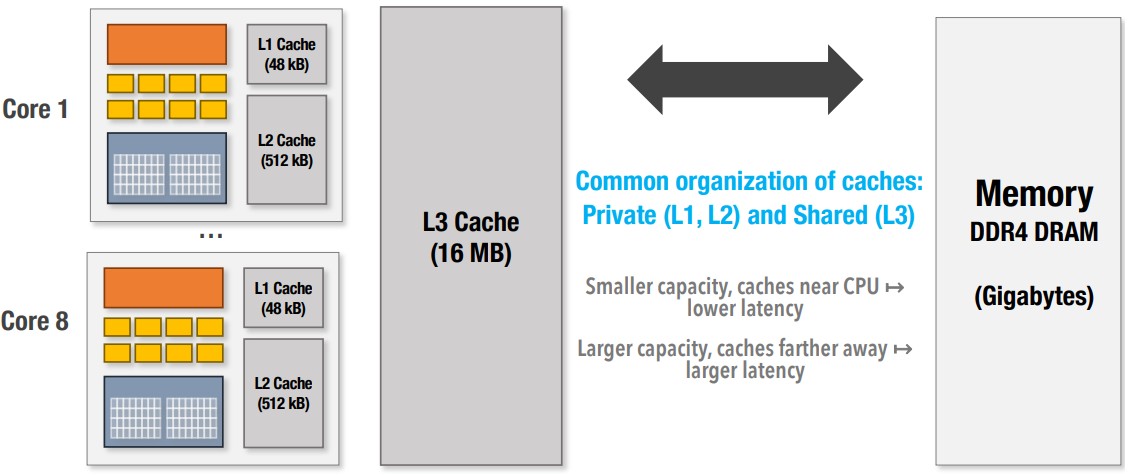 Core 1
L1 Cache
(48 kB)
L2 Cache
(512 kB)
...
Core 8
L1 Cache
(48 kB)
L2 Cache
(512 kB)
L3 Cache
(16 MB)
Common organization of caches:
Private (L1, L2) and Shared (L3)
Smaller capacity, caches near CPU ↦
lower latency
Larger capacity, caches farther away ↦
larger latency
Memory
DDR4 DRAM
(Gigabytes)